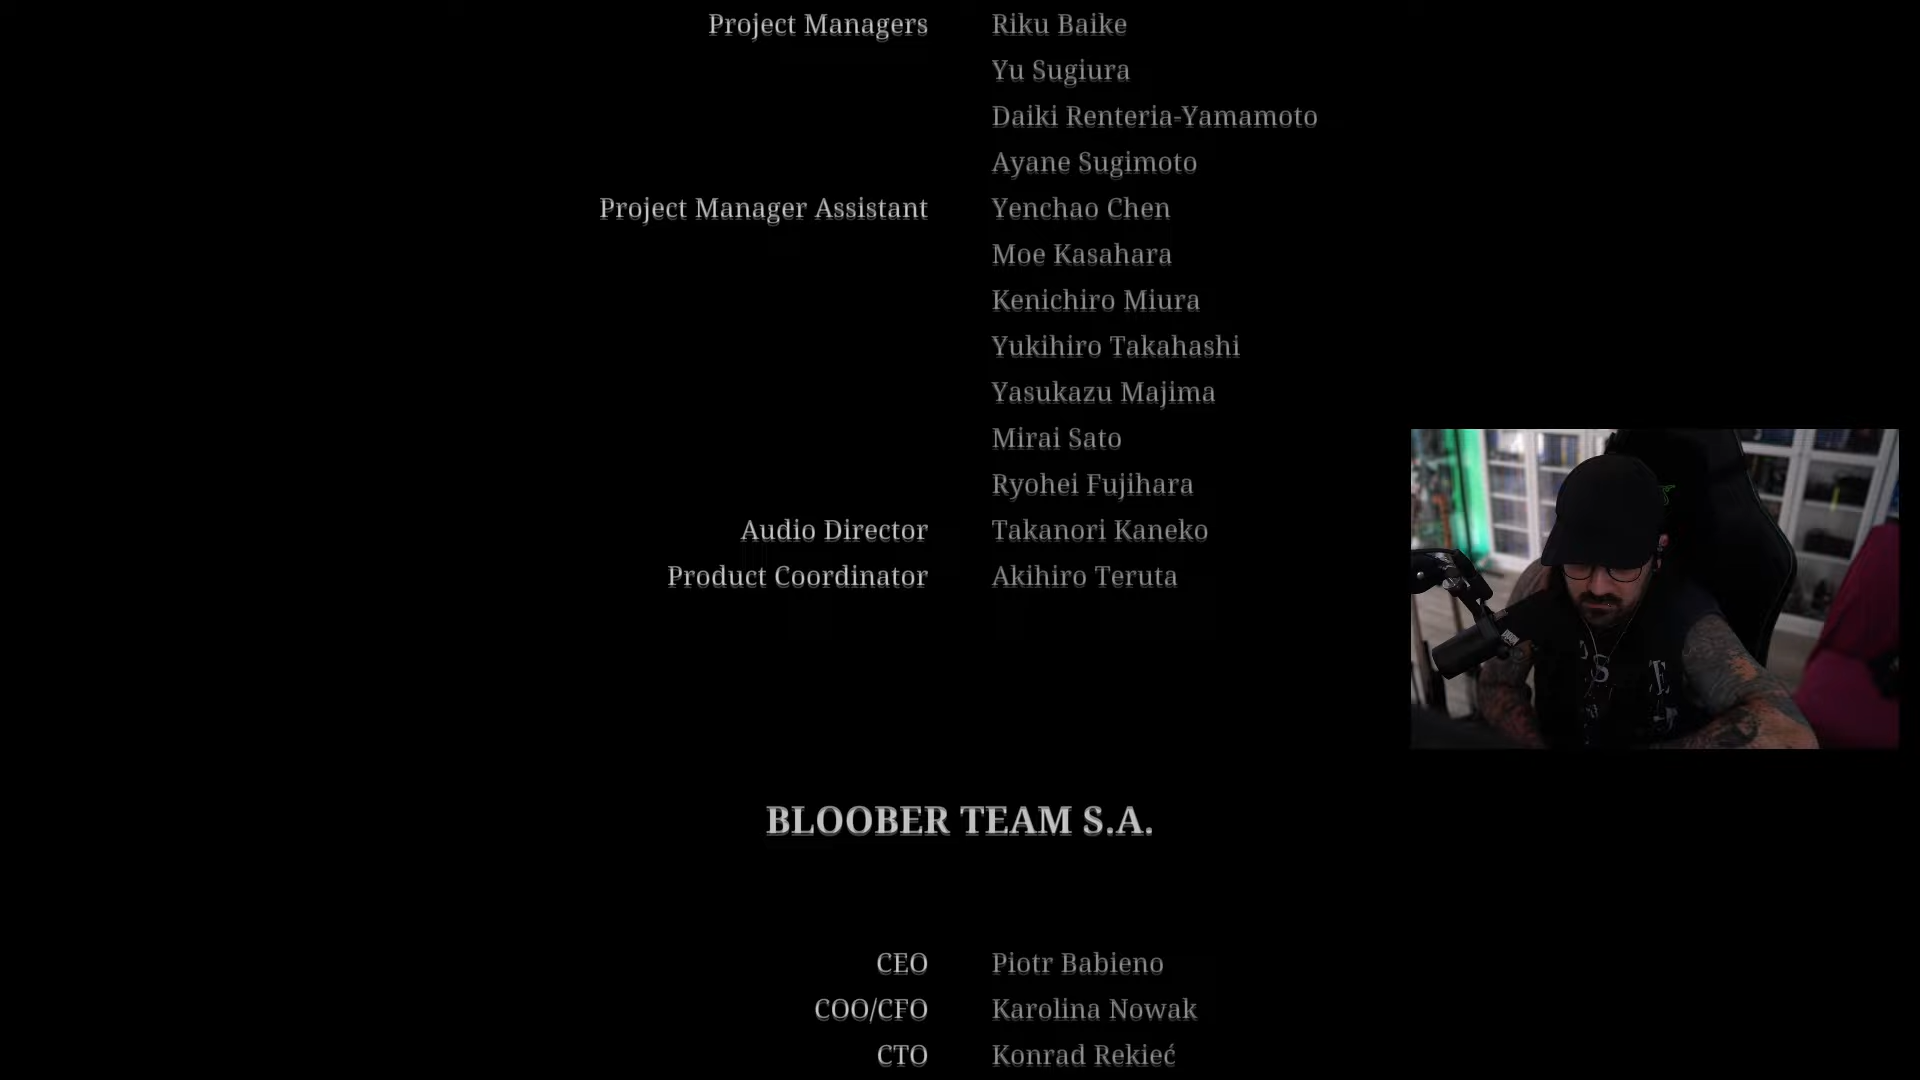 Project Managers Riku Baike
Yu Sugiura
Daiki Renteria-Yamamoto
Ayane Sugimoto
Project Manager Assistant Yenchao Chen
Moe Kasahara
Kenichiro Miura
Yukihiro Takahashi
Yasukazu Majima
Mirai Sato
Ryohei Fujihara
Audio Director Takanori Kaneko
Product Coordinator Akihiro Teruta
BLOOBER TEAM S.A.
CEO Piotr Babieno
COO/CFO Karolina Nowak
CTO Konrad Rekieć